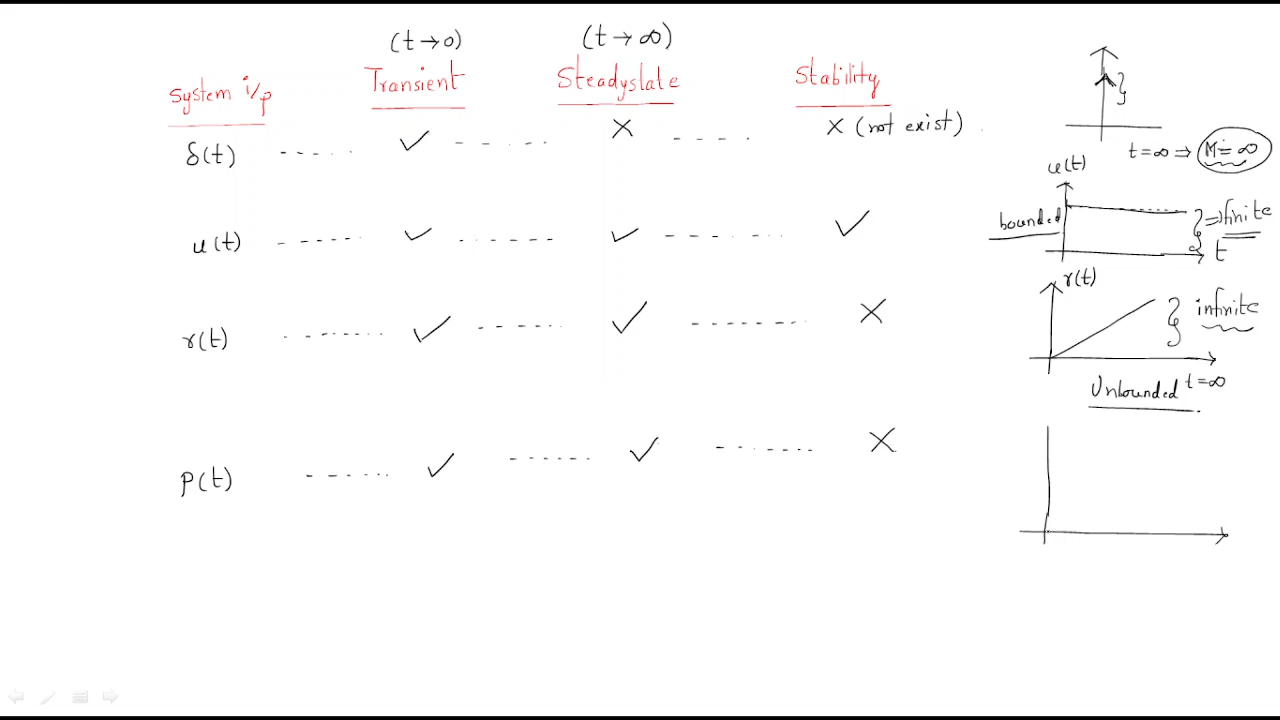 (t→0) (t→∞)
System i/p Transient Steadystate Stability
δ(t) ----- ✓ ----- × ----- × (not exist)
t=∞ ⇒ M=∞
u(t) ----- ✓ ----- ✓ ----- ✓
u(t)
bounded ⇒ finite
t
r(t) ----- ✓ ----- ✓ ----- ×
r(t)
infinite
Unbounded t=∞
p(t) ----- ✓ ----- ✓ ----- ×